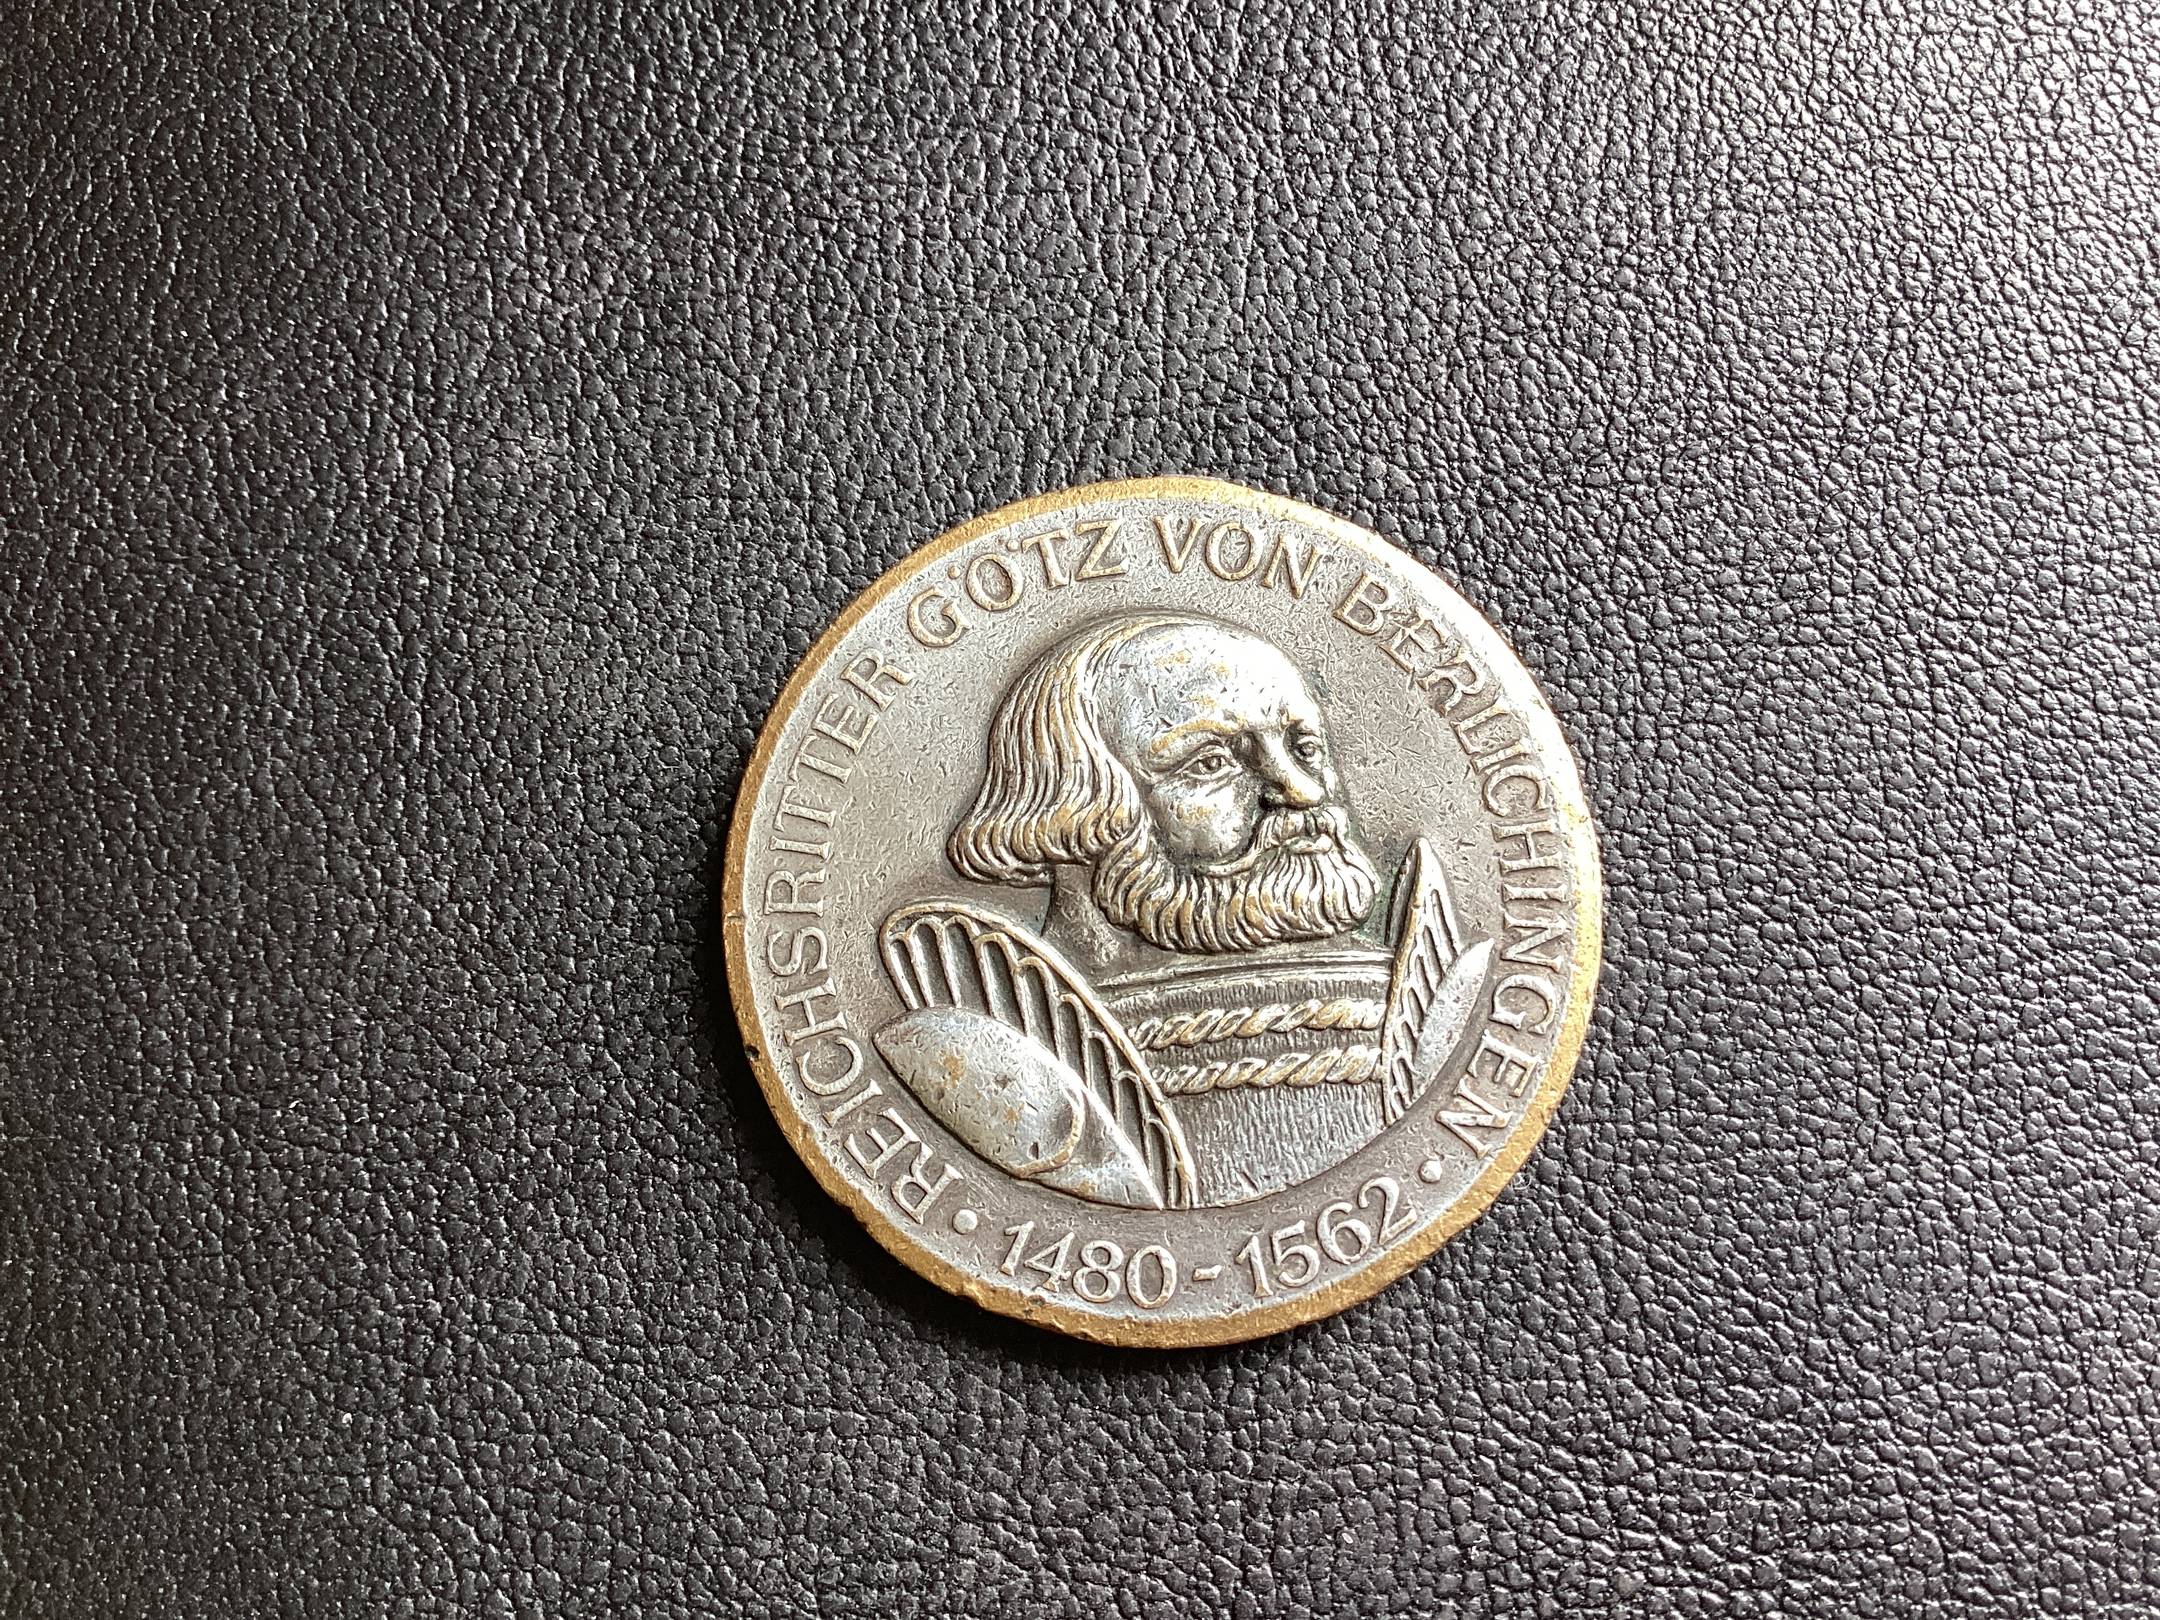 REICHSRITTER GÖTZ VON BERLICHINGEN
• 1480 - 1562 •